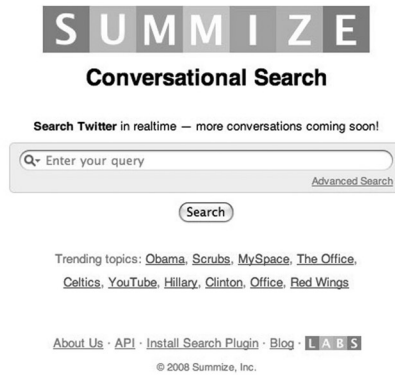 SUMMIZE
Conversational Search
Search Twitter in realtime — more conversations coming soon!
Enter your query
Advanced Search
Search
Trending topics: Obama, Scrubs, MySpace, The Office,
Celtics, YouTube, Hillary, Clinton, Office, Red Wings
About Us · API · Install Search Plugin · Blog · LABS
© 2008 Summize, Inc.